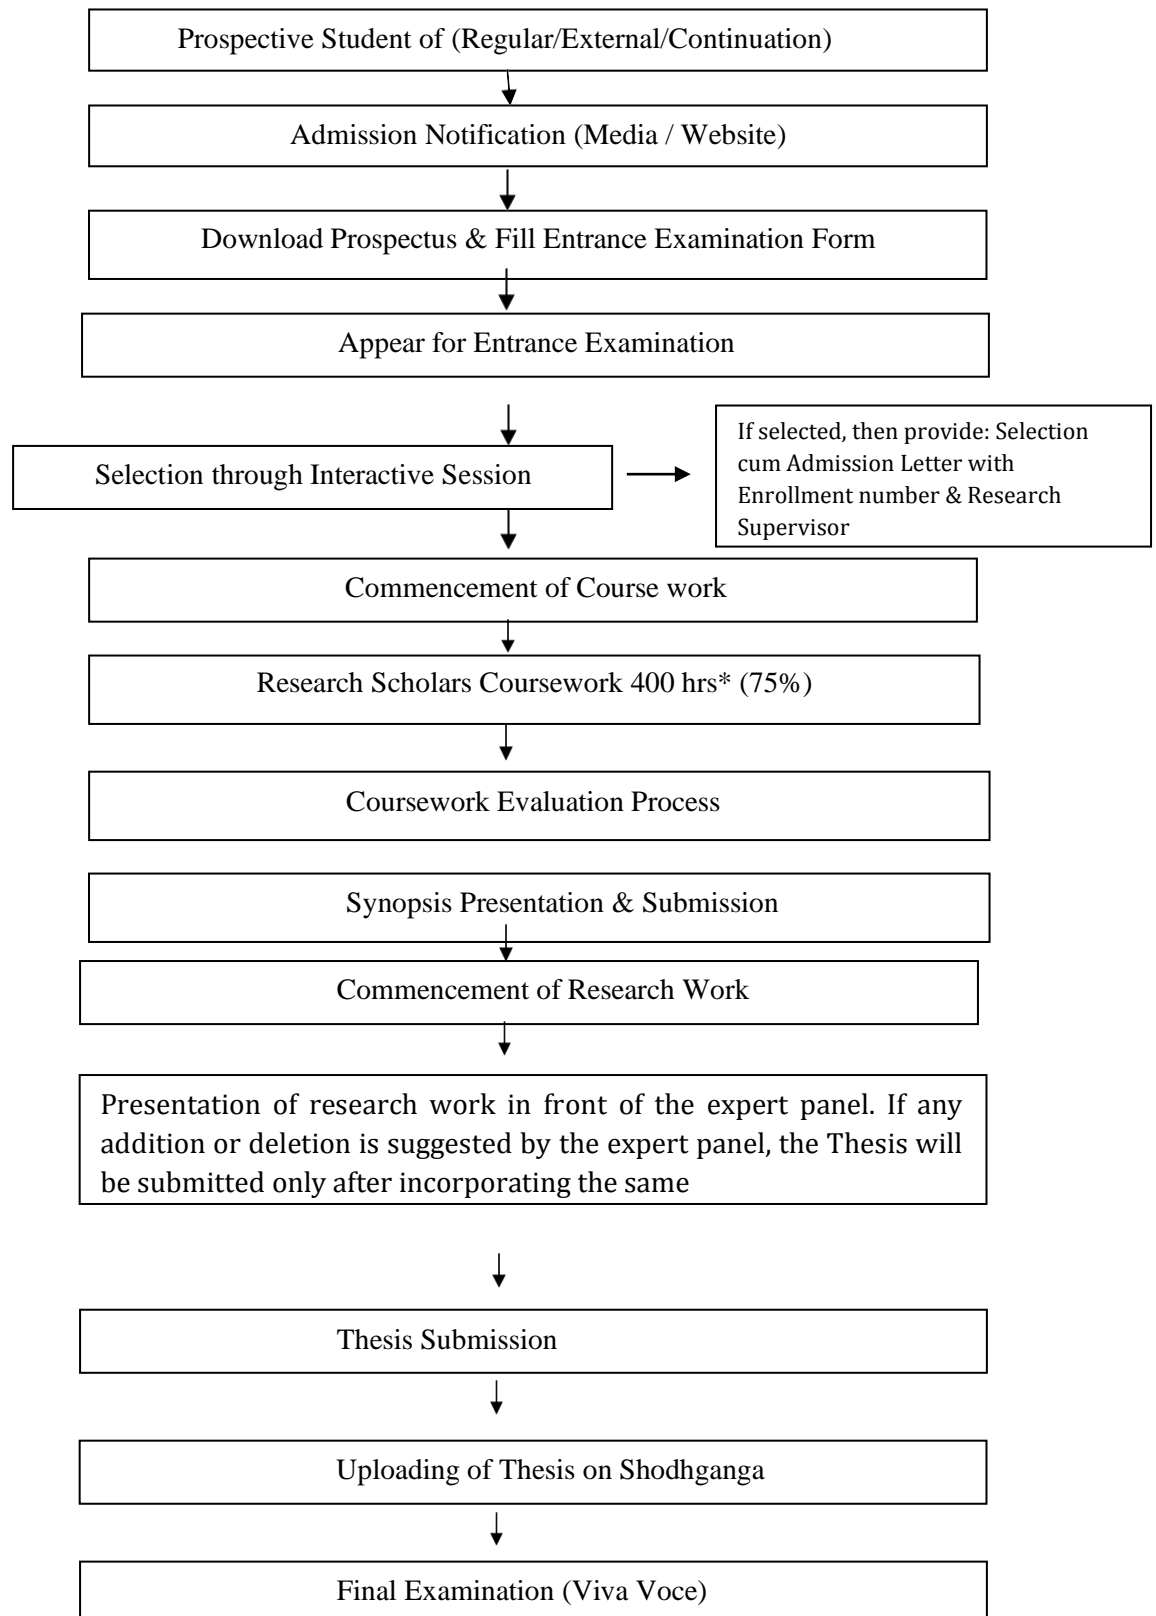 Prospective Student of (Regular/External/Continuation)
Admission Notification (Media / Website)
Download Prospectus & Fill Entrance Examination Form
Appear for Entrance Examination
Selection through Interactive Session
If selected, then provide: Selection
cum Admission Letter with
Enrollment number & Research
Supervisor
Commencement of Course work
Research Scholars Coursework 400 hrs* (75%)
Coursework Evaluation Process
Synopsis Presentation & Submission
Commencement of Research Work
Presentation of research work in front of the expert panel. If any
addition or deletion is suggested by the expert panel, the Thesis will
be submitted only after incorporating the same
Thesis Submission
Uploading of Thesis on Shodhganga
Final Examination (Viva Voce)